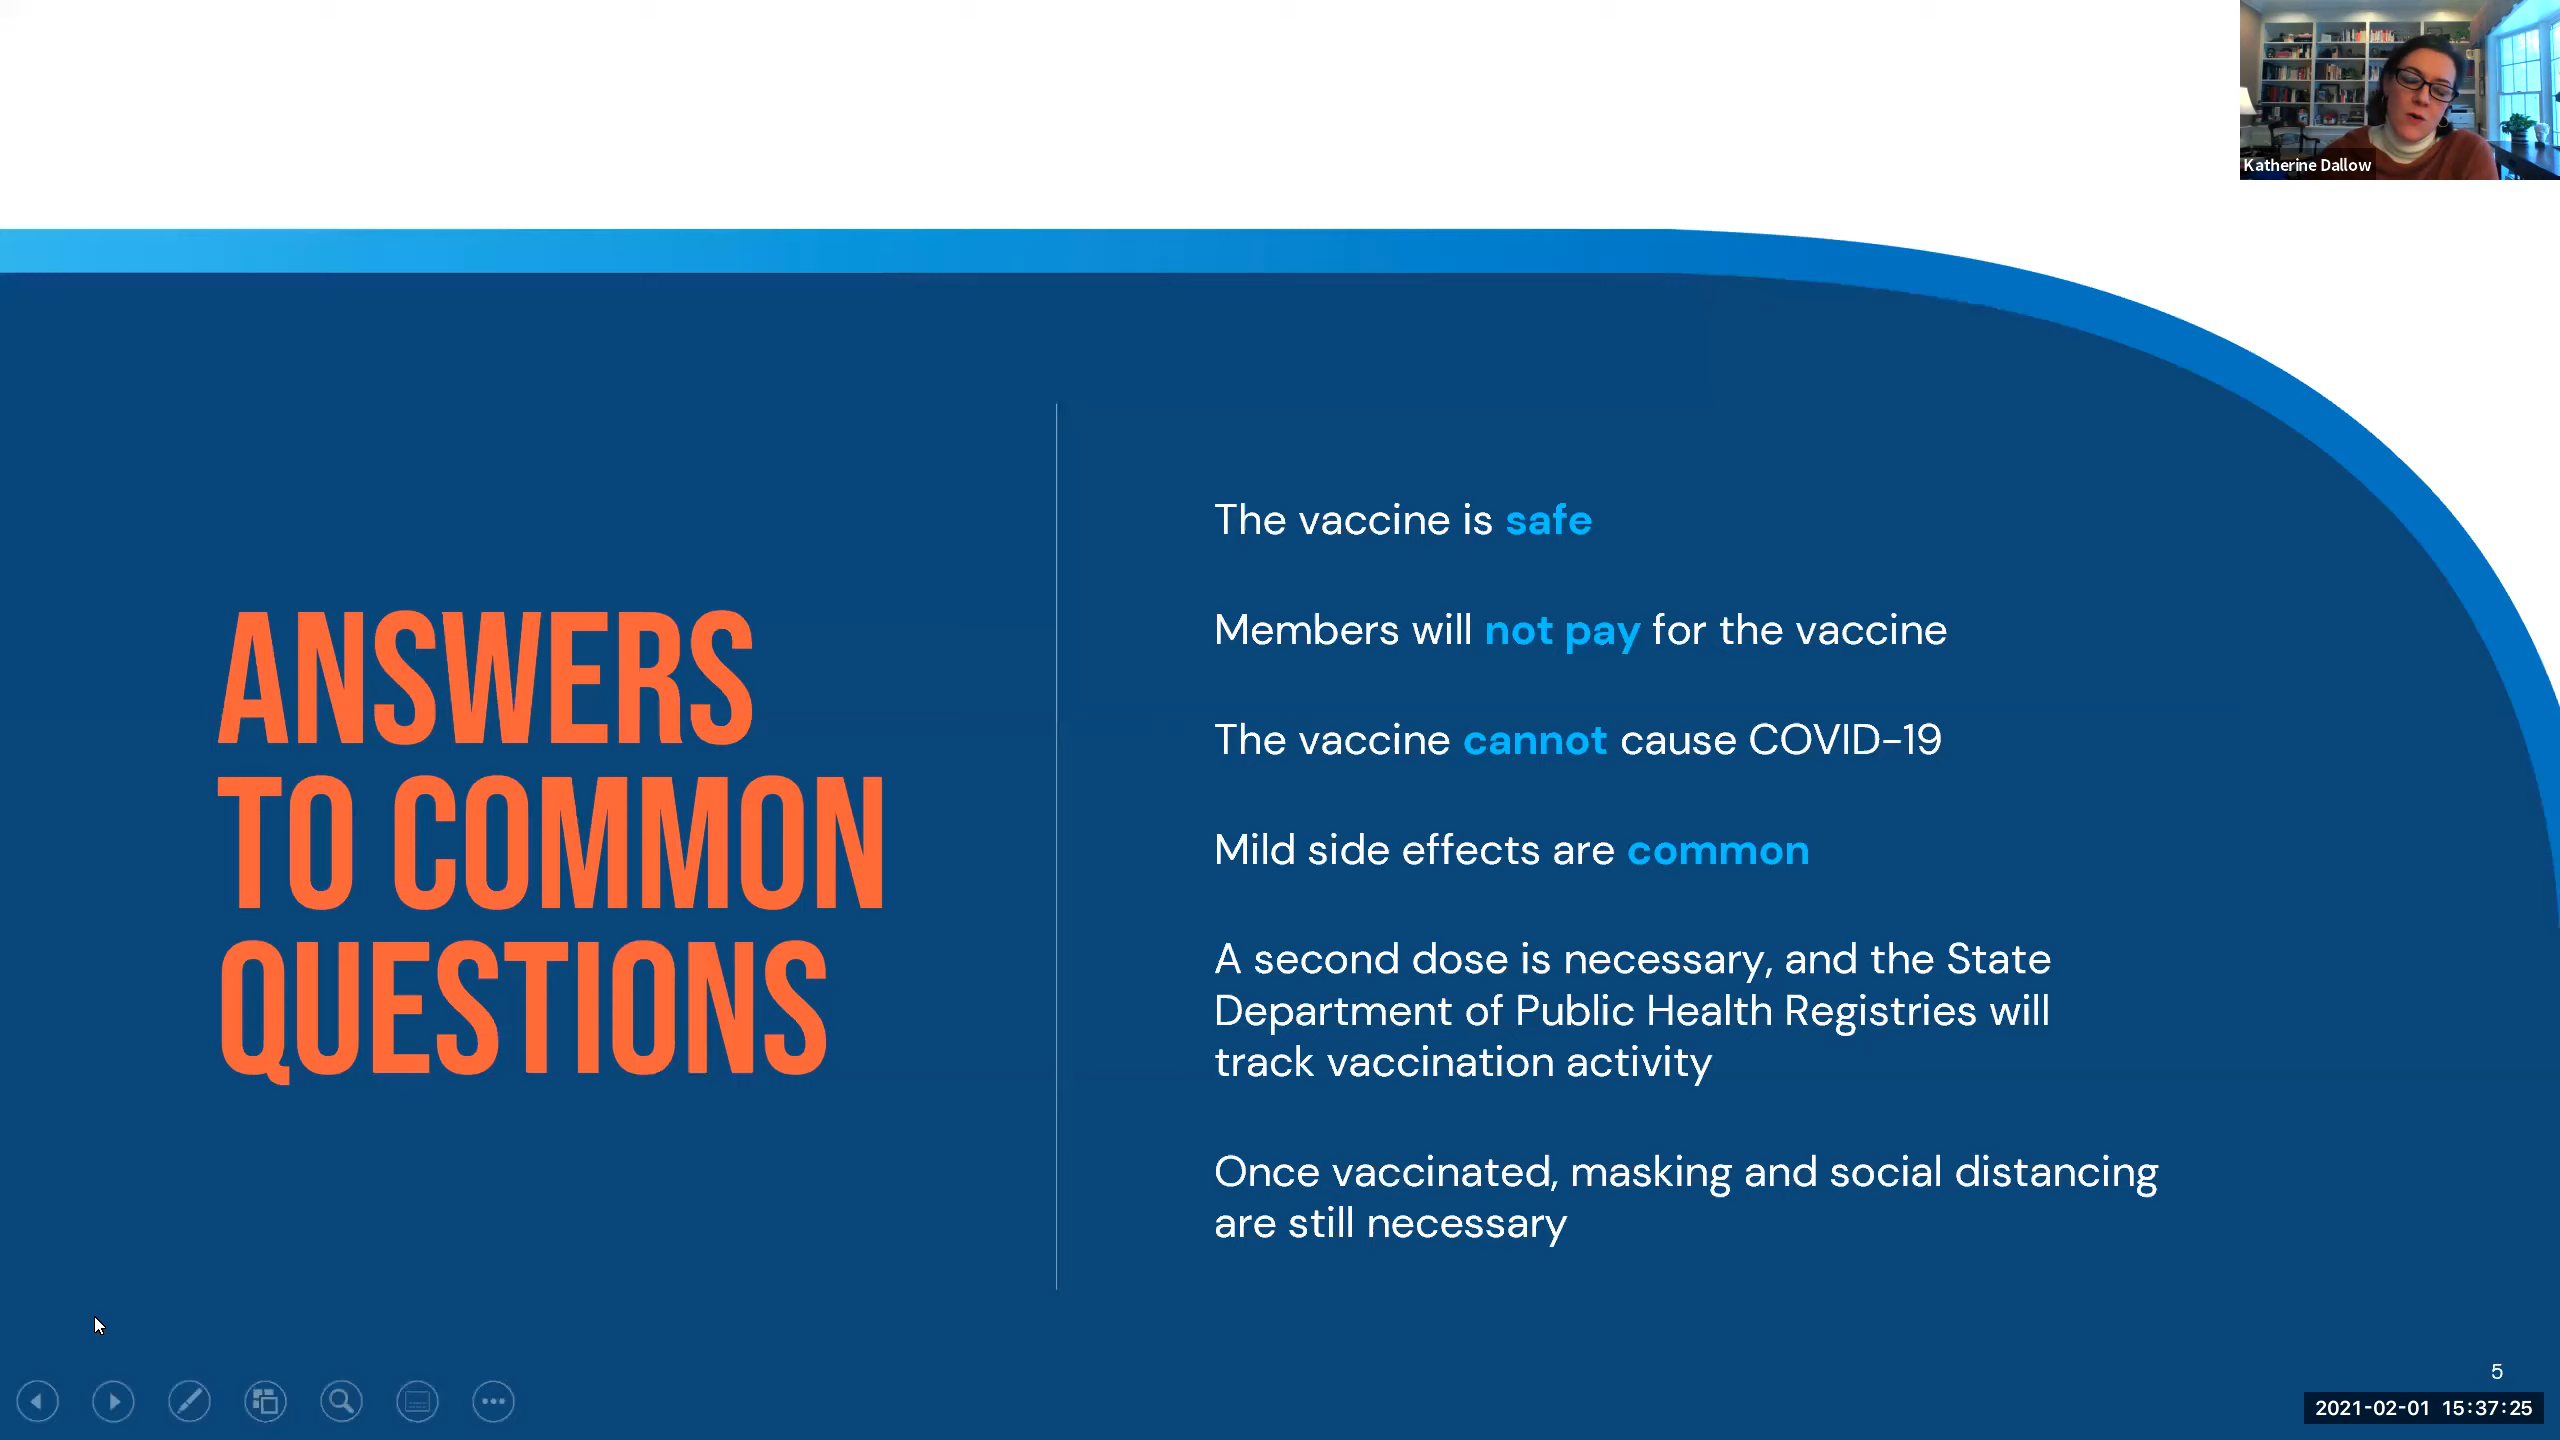 Katherine Dallow
ANSWERS
TO COMMON
QUESTIONS
The vaccine is safe
Members will not pay for the vaccine
The vaccine cannot cause COVID-19
Mild side effects are common
A second dose is necessary, and the State
Department of Public Health Registries will
track vaccination activity
Once vaccinated, masking and social distancing
are still necessary
5
2021-02-01 15:37:25